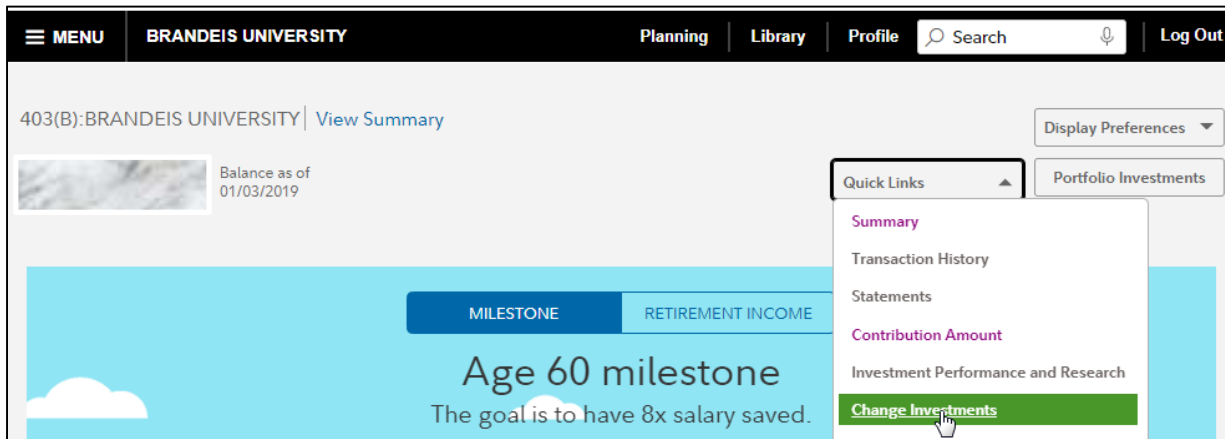 MENU BRANDEIS UNIVERSITY Planning Library Profile Search Log Out
403(B):BRANDEIS UNIVERSITY View Summary
Display Preferences
Balance as of
01/03/2019
Quick Links
Portfolio Investments
Summary
Transaction History
Statements
Contribution Amount
Investment Performance and Research
Change Investments
MILESTONE RETIREMENT INCOME
Age 60 milestone
The goal is to have 8x salary saved.